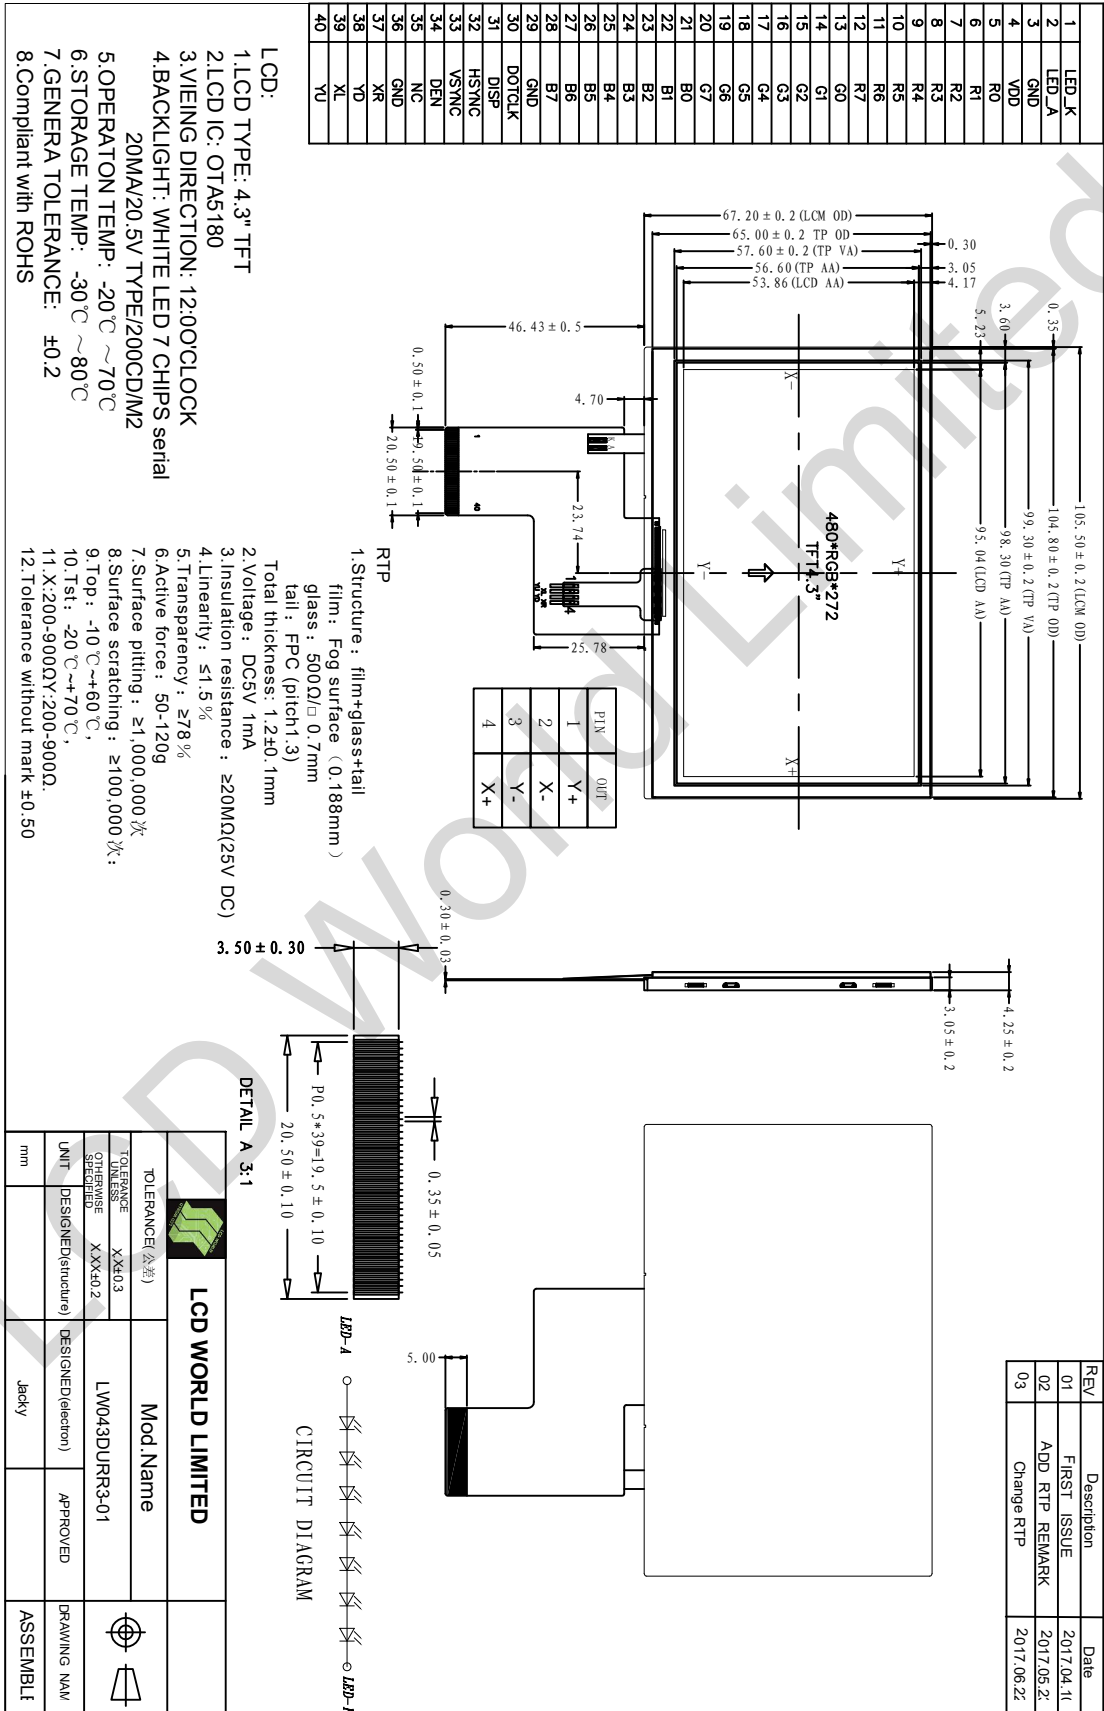 1 LED_K
2 LED_A
3 GND
4 VDD
5 R0
6 R1
7 R2
8 R3
9 R4
10 R5
11 R6
12 R7
13 G0
14 G1
15 G2
16 G3
17 G4
18 G5
19 G6
20 G7
21 B0
22 B1
23 B2
24 B3
25 B4
26 B5
27 B6
28 B7
29 GND
30 DOTCLK
31 DISP
32 HSYNC
33 VSYNC
34 DEN
35 NC
36 GND
37 XR
38 YD
39 XL
40 YU
105.50±0.2(LCM OD)
104.80±0.2(TP OD)
99.30±0.2(TP VA)
98.30(TP AA)
95.04(LCD AA)
0.35
3.60
5.23
67.20±0.2(LCM OD)
65.00±0.2 TP OD
57.60±0.2(TP VA)
56.60(TP AA)
53.86(LCD AA)
0.30
3.05
4.17
X-
Y+
480*RGB*272
TFT4.3"
Y-
X+
46.43±0.5
4.70
0.50±0.1
19.50±0.1
20.50±0.1
23.74
25.78
1
40
K A
1 4
PIN OUT
1 Y+
2 X-
3 Y-
4 X+
4.25±0.2
3.05±0.2
0.30±0.03
5.00
3.50±0.30
0.35±0.05
P0.5*39=19.5±0.10
20.50±0.10
DETAIL A 3:1
LED-A
CIRCUIT DIAGRAM
LCD:
1.LCD TYPE: 4.3" TFT
2.LCD IC: OTA5180
3.VIEING DIRECTION: 12:0O'CLOCK
4.BACKLIGHT: WHITE LED 7 CHIPS serial
20MA/20.5V TYPE/200CD/M2
5.OPERATON TEMP: -20℃ ～70℃
6.STORAGE TEMP: -30℃ ～80℃
7.GENERA TOLERANCE: ±0.2
8.Compliant with ROHS
RTP
1.Structure：film+glass+tail
film：Fog surface（0.188mm）
glass：500Ω/□ 0.7mm
tail：FPC (pitch1.3)
Total thickness: 1.2±0.1mm
2.Voltage：DC5V 1mA
3.Insulation resistance：≥20MΩ(25V DC)
4.Linearity：≤1.5％
5.Transparency：≥78％
6.Active force：50-120g
7.Surface pitting：≥1,000,000次
8.Surface scratching：≥100,000次；
9.Top：-10℃~+60℃，
10.Tst：-20℃~+70℃，
11.X:200-900ΩY:200-900Ω.
12.Tolerance without mark ±0.50
REV Description Date
01 FIRST ISSUE
02 ADD RTP REMARK
03 Change RTP
LCD WORLD LIMITED
TOLERANCE(公差)
Mod.Name
TOLERANCE UNLESS OTHERWISE SPECIFIED
X.X±0.3
X.XX±0.2
LW043DURR3-01
UNIT DESIGNED(structure) DESIGNED(electron) APPROVED DRAWING NAM
mm Jacky ASSEMBLE
LCD World Limited